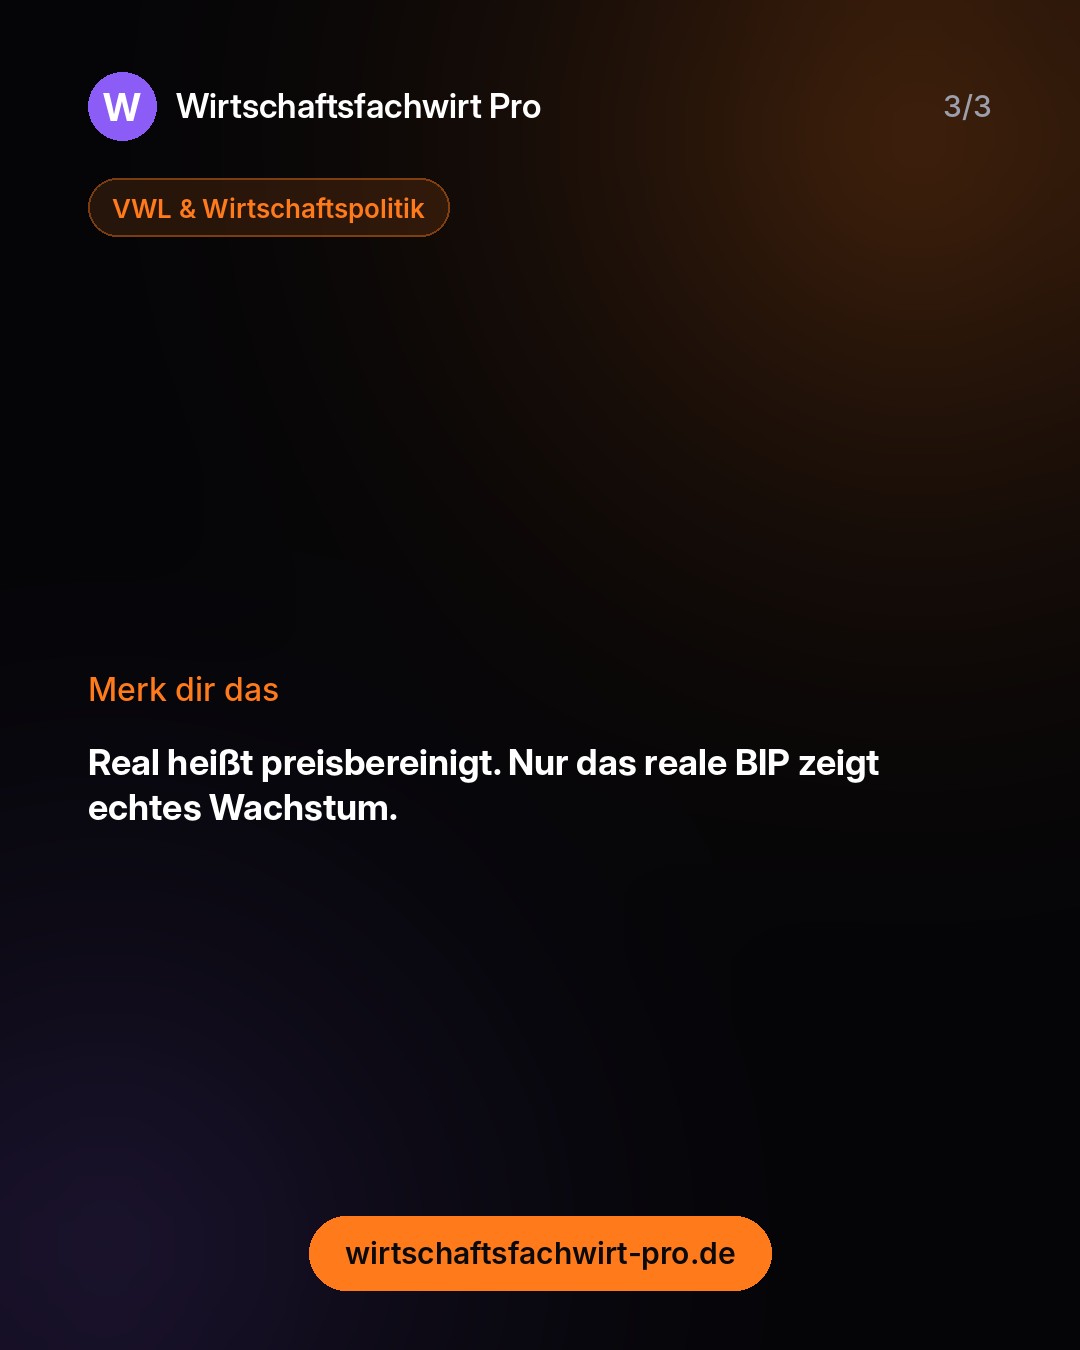 W Wirtschaftsfachwirt Pro 3/3
VWL & Wirtschaftspolitik
Merk dir das
Real heißt preisbereinigt. Nur das reale BIP zeigt
echtes Wachstum.
wirtschaftsfachwirt-pro.de